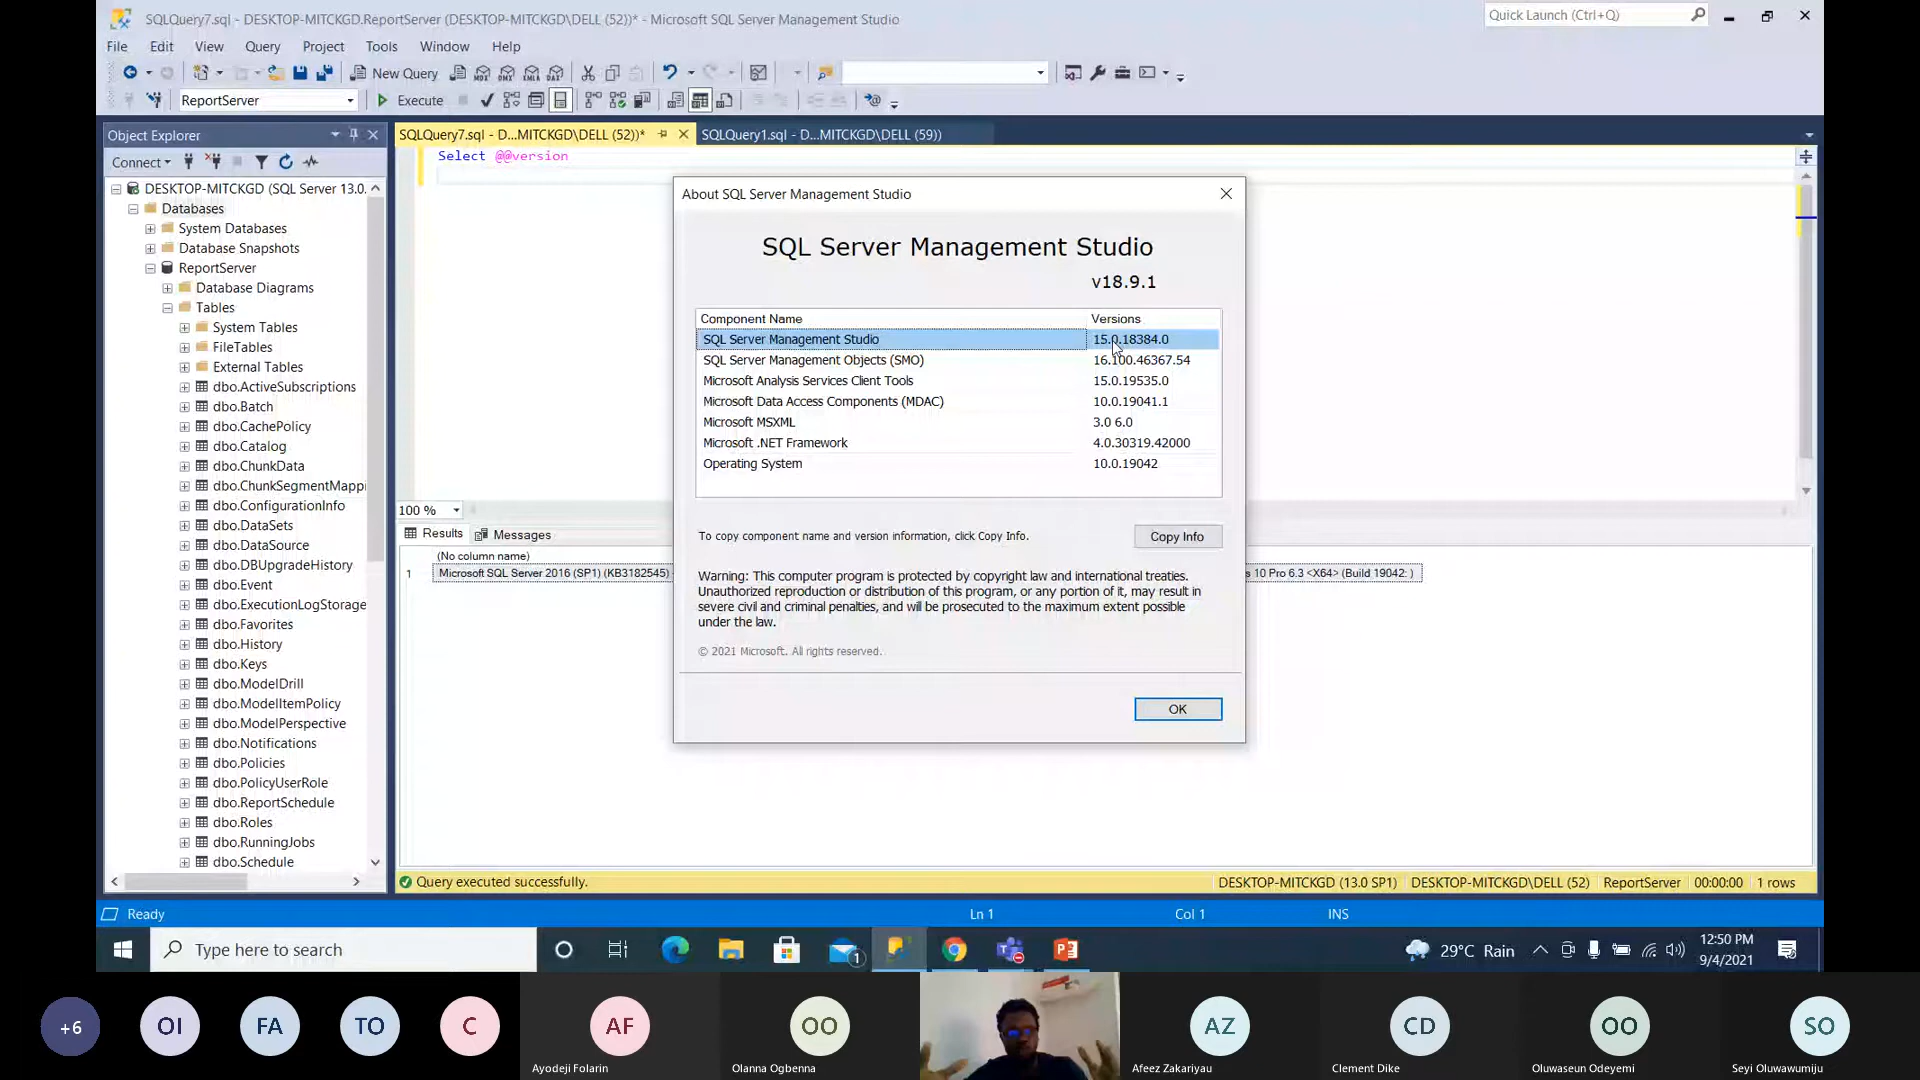 SQLQuery7.sql - DESKTOP-MITCKGD.ReportServer (DESKTOP-MITCKGD\DELL (52))* - Microsoft SQL Server Management Studio
Quick Launch (Ctrl+Q)
File Edit View Query Project Tools Window Help
New Query
ReportServer
Execute
Object Explorer
SQLQuery7.sql - D...MITCKGD\DELL (52))*
SQLQuery1.sql - D...MITCKGD\DELL (59))
Connect
Select @@version
DESKTOP-MITCKGD (SQL Server 13.0.
Databases
System Databases
Database Snapshots
ReportServer
Database Diagrams
Tables
System Tables
FileTables
External Tables
dbo.ActiveSubscriptions
dbo.Batch
dbo.CachePolicy
dbo.Catalog
dbo.ChunkData
dbo.ChunkSegmentMappi
dbo.ConfigurationInfo
dbo.DataSets
dbo.DataSource
dbo.DBUpgradeHistory
dbo.Event
dbo.ExecutionLogStorage
dbo.Favorites
dbo.History
dbo.Keys
dbo.ModelDrill
dbo.ModelItemPolicy
dbo.ModelPerspective
dbo.Notifications
dbo.Policies
dbo.PolicyUserRole
dbo.ReportSchedule
dbo.Roles
dbo.RunningJobs
dbo.Schedule
About SQL Server Management Studio
SQL Server Management Studio
v18.9.1
Component Name Versions
SQL Server Management Studio 15.0.18384.0
SQL Server Management Objects (SMO) 16.100.46367.54
Microsoft Analysis Services Client Tools 15.0.19535.0
Microsoft Data Access Components (MDAC) 10.0.19041.1
Microsoft MSXML 3.0 6.0
Microsoft .NET Framework 4.0.30319.42000
Operating System 10.0.19042
To copy component name and version information, click Copy Info.
Copy Info
Warning: This computer program is protected by copyright law and international treaties.
Unauthorized reproduction or distribution of this program, or any portion of it, may result in
severe civil and criminal penalties, and will be prosecuted to the maximum extent possible
under the law.
© 2021 Microsoft. All rights reserved.
OK
100 %
Results Messages
(No column name)
1 Microsoft SQL Server 2016 (SP1) (KB3182545)
s 10 Pro 6.3 <X64> (Build 19042: )
Query executed successfully.
DESKTOP-MITCKGD (13.0 SP1) DESKTOP-MITCKGD\DELL (52) ReportServer 00:00:00 1 rows
Ready
Ln 1 Col 1 INS
Type here to search
1
29°C Rain
12:50 PM
9/4/2021
+6 OI FA TO C AF OO AZ CD OO SO
Ayodeji Folarin Olanna Ogbenna Afeez Zakariyau Clement Dike Oluwaseun Odeyemi Seyi Oluwawumiju